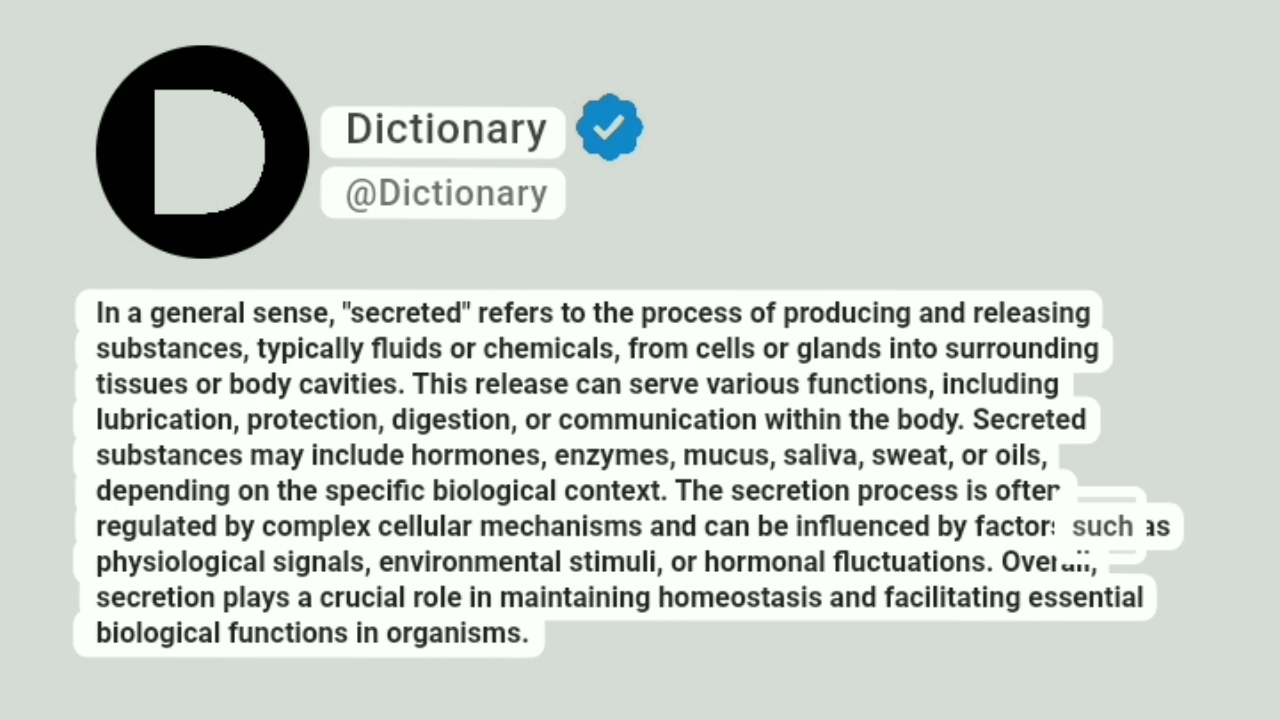 D
Dictionary
@Dictionary
In a general sense, "secreted" refers to the process of producing and releasing
substances, typically fluids or chemicals, from cells or glands into surrounding
tissues or body cavities. This release can serve various functions, including
lubrication, protection, digestion, or communication within the body. Secreted
substances may include hormones, enzymes, mucus, saliva, sweat, or oils,
depending on the specific biological context. The secretion process is often
regulated by complex cellular mechanisms and can be influenced by factors such as
physiological signals, environmental stimuli, or hormonal fluctuations. Overall,
secretion plays a crucial role in maintaining homeostasis and facilitating essential
biological functions in organisms.